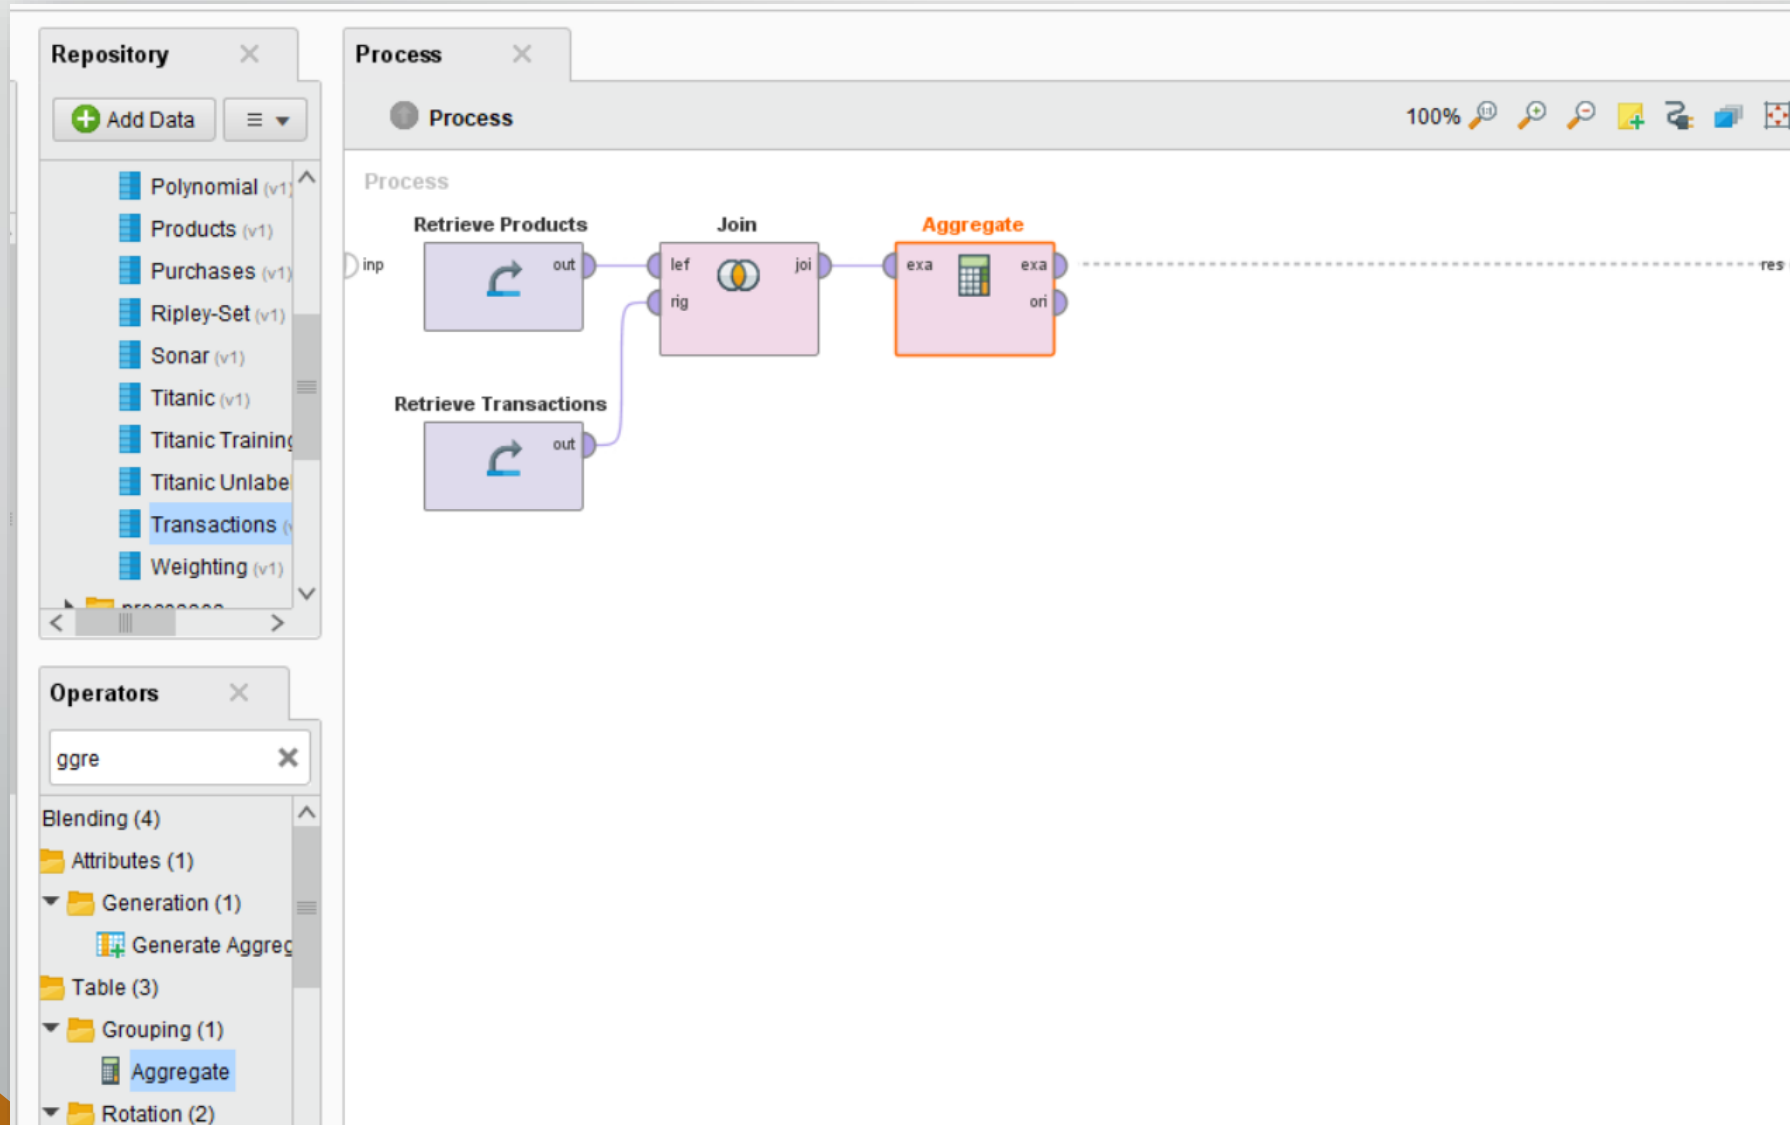 Repository
Process
Add Data
Process
100%
Polynomial (v1)
Products (v1)
Purchases (v1)
Ripley-Set (v1)
Sonar (v1)
Titanic (v1)
Titanic Training
Titanic Unlabel
Transactions
Weighting (v1)
Process
Retrieve Products
Join
Aggregate
inp
out
lef
joi
exa
exa
res
rig
ori
Retrieve Transactions
out
Operators
ggre
Blending (4)
Attributes (1)
Generation (1)
Generate Aggreg
Table (3)
Grouping (1)
Aggregate
Rotation (2)